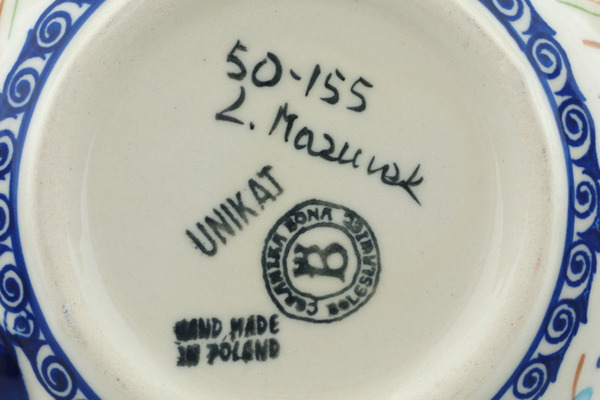 50-155
L. Mazurek
UNIKAT
CERAMIKA BONA BOLESŁAWIEC
B
HAND MADE
IN POLAND